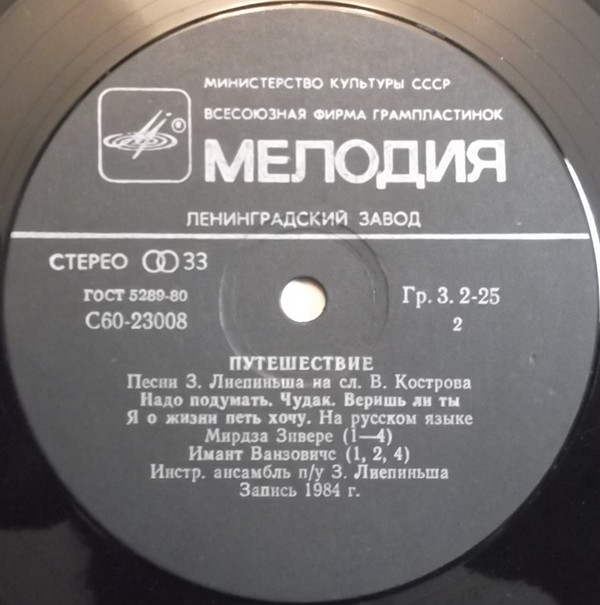 МИНИСТЕРСТВО КУЛЬТУРЫ СССР
ВСЕСОЮЗНАЯ ФИРМА ГРАМПЛАСТИНОК
®
МЕЛОДИЯ
ЛЕНИНГРАДСКИЙ ЗАВОД
СТЕРЕО 33
ГОСТ 5289-80
С60-23008
Гр. 3. 2-25
2
ПУТЕШЕСТВИЕ
Песни З. Лиепиньша на сл. В. Кострова
Надо подумать. Чудак. Веришь ли ты
Я о жизни петь хочу. На русском языке
Мирдза Зивере (1—4)
Имант Ванзовичс (1, 2, 4)
Инстр. ансамбль п/у З. Лиепиньша
Запись 1984 г.